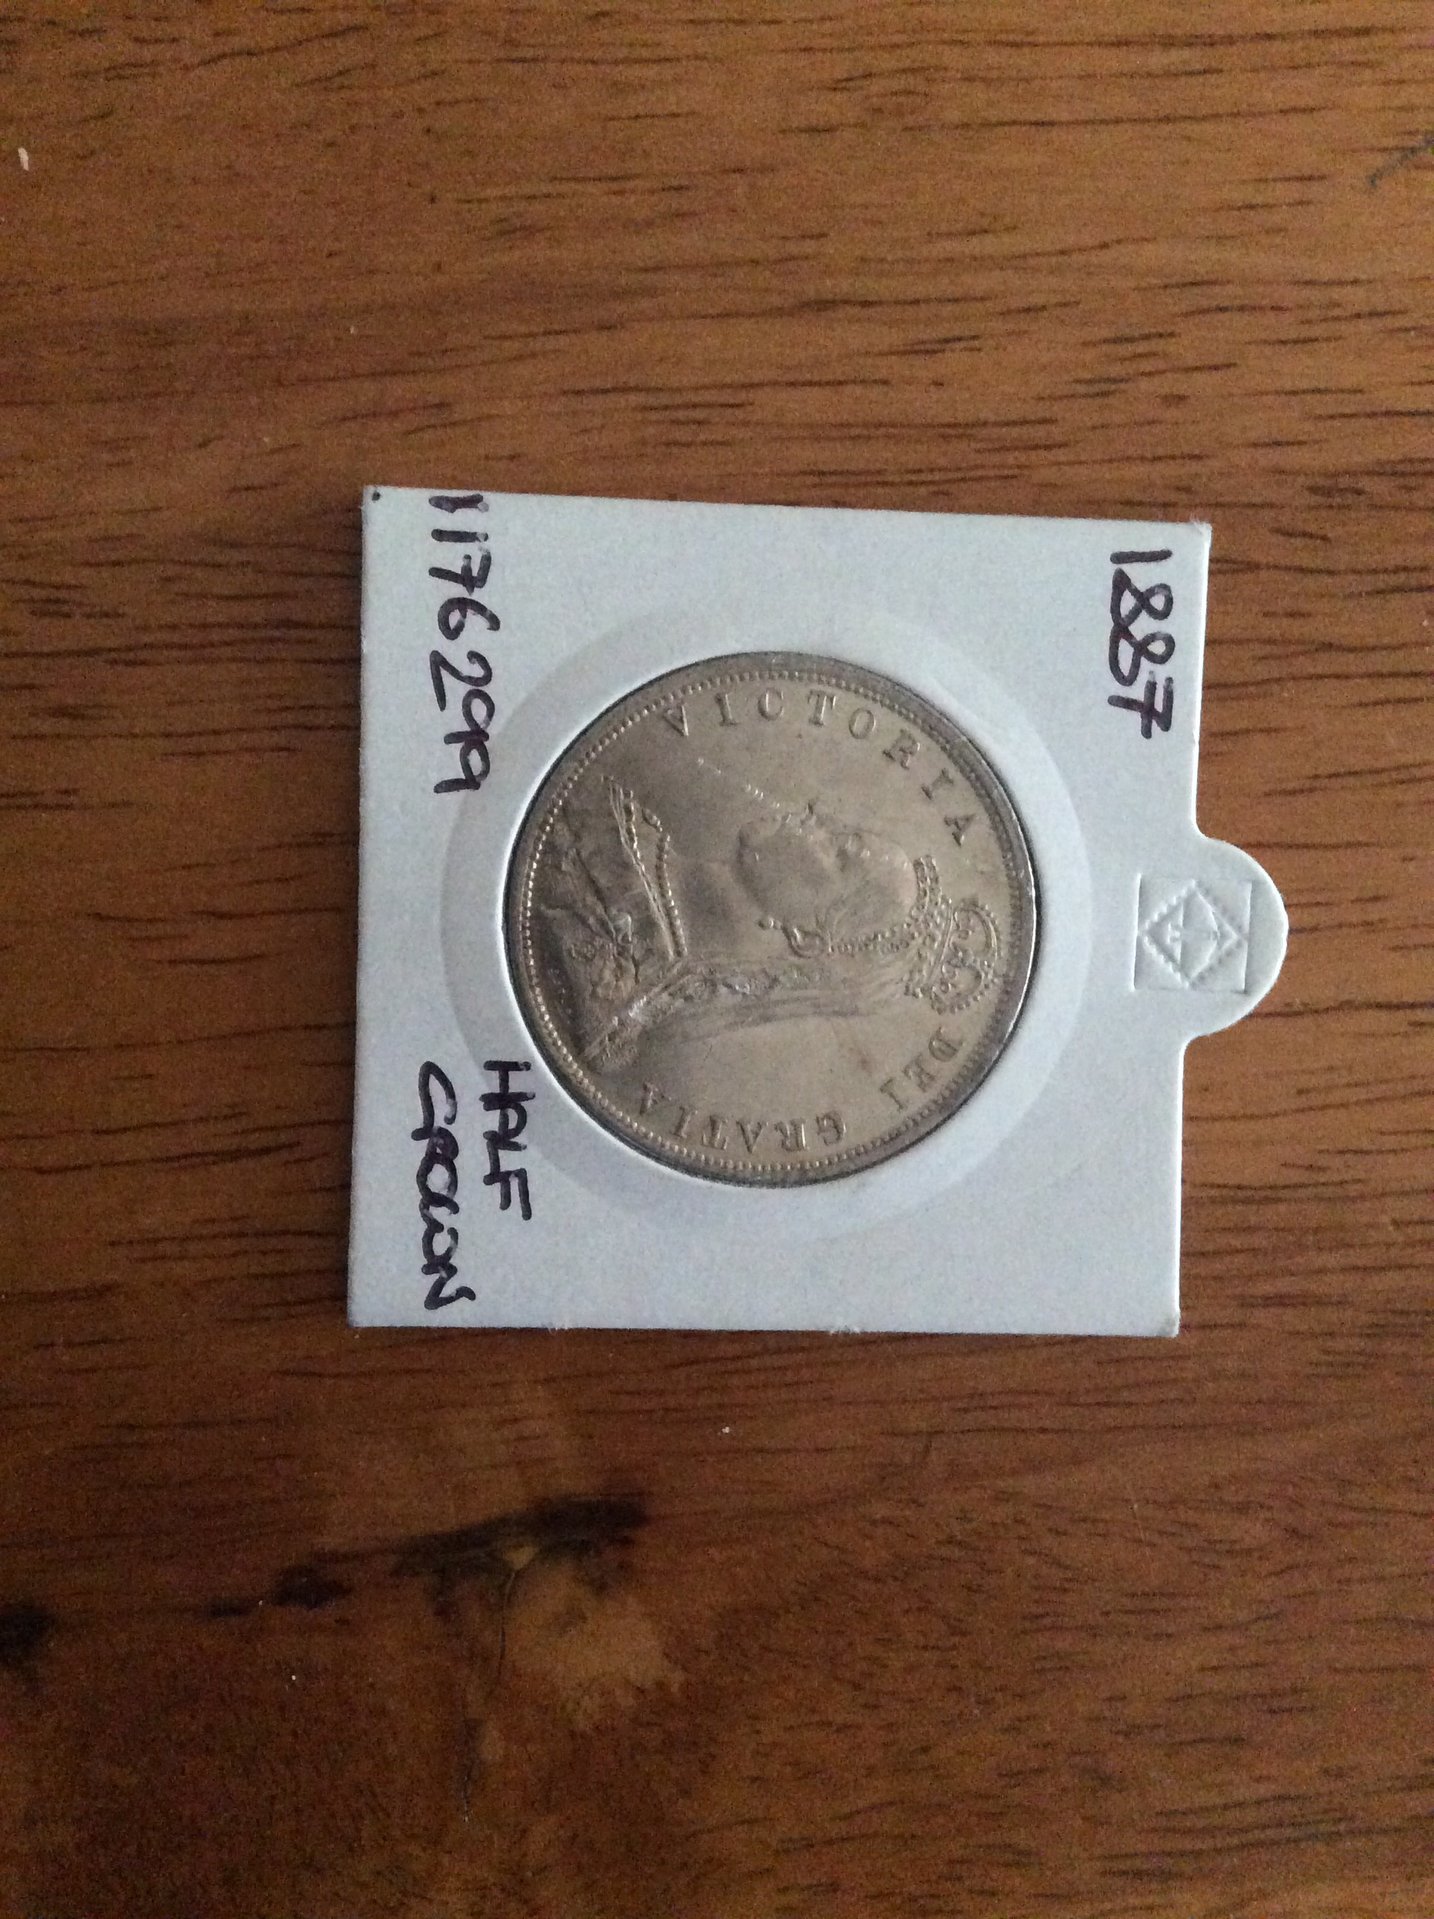 1887
VICTORIA DEI GRATIA
1176299
HALF
CROWN